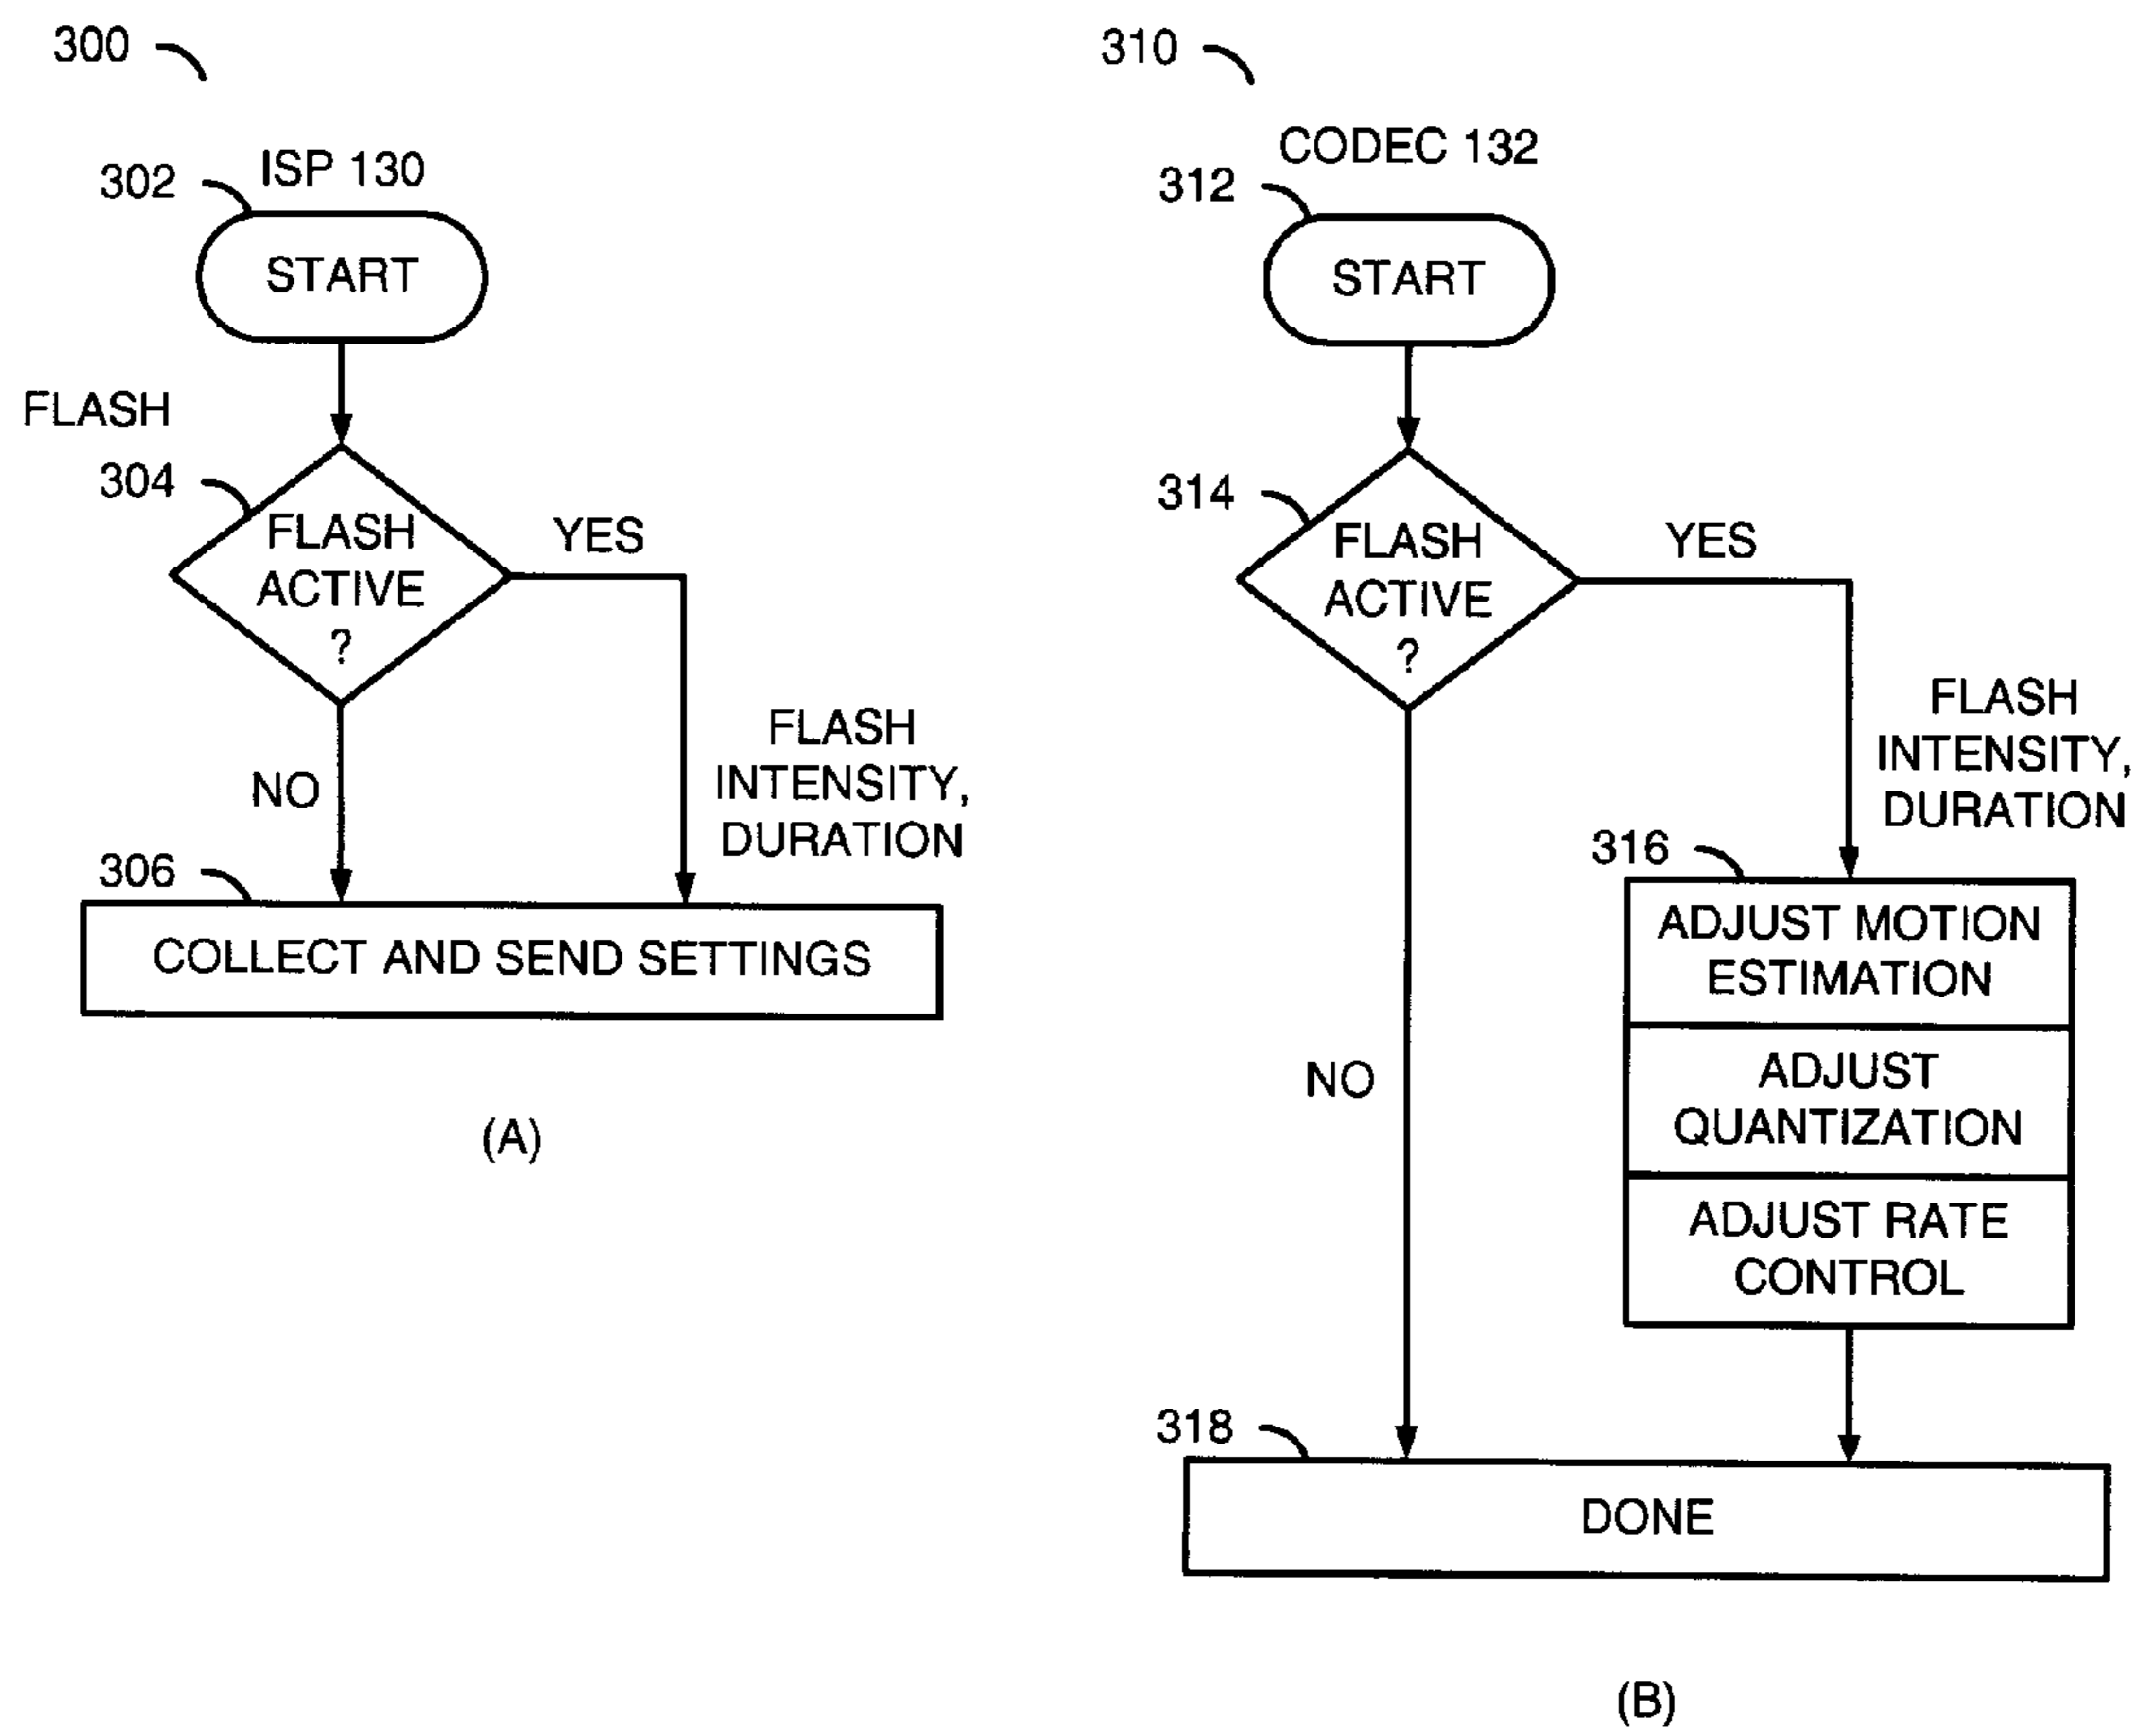 300
ISP 130
302
START
FLASH
304
FLASH
ACTIVE
?
YES
NO
FLASH
INTENSITY,
DURATION
306
COLLECT AND SEND SETTINGS
(A)
310
CODEC 132
312
START
314
FLASH
ACTIVE
?
YES
FLASH
INTENSITY,
DURATION
316
ADJUST MOTION
ESTIMATION
ADJUST
QUANTIZATION
ADJUST RATE
CONTROL
NO
318
DONE
(B)